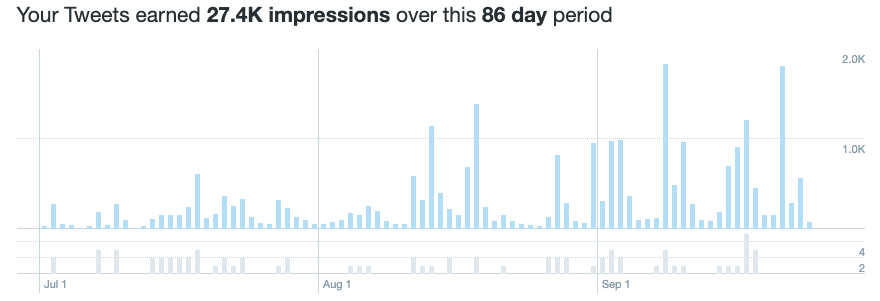 Your Tweets earned 27.4K impressions over this 86 day period
2.0K
1.0K
4
2
Jul 1
Aug 1
Sep 1